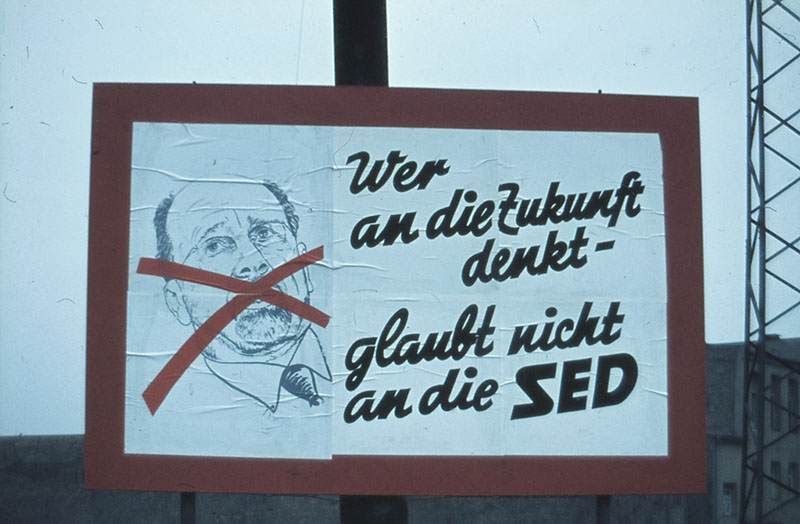 Wer
an die Zukunft
denkt-
glaubt nicht
an die SED